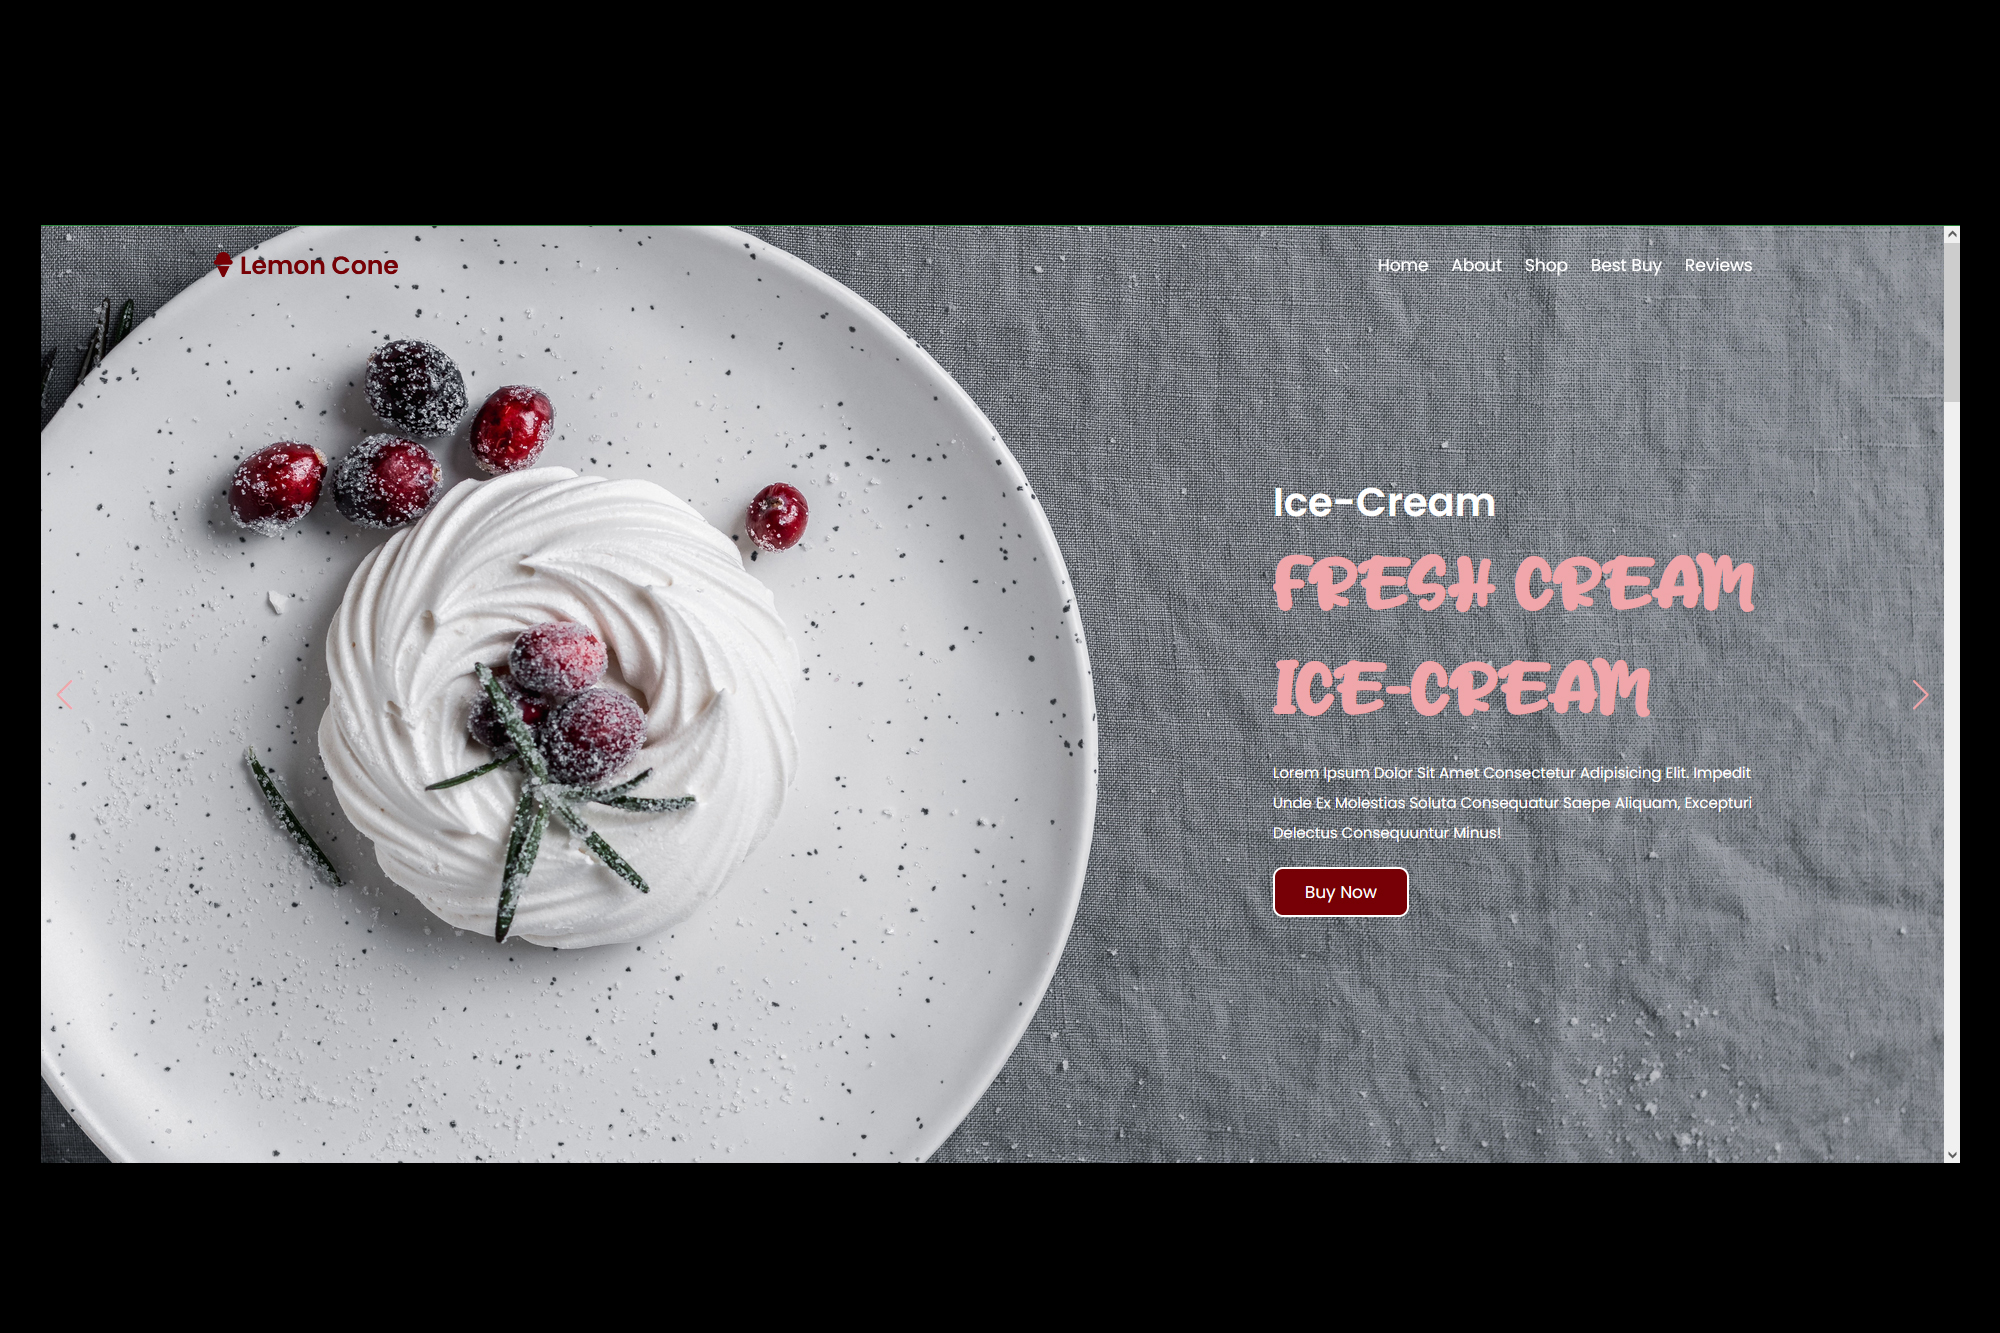 Lemon Cone
Home About Shop Best Buy Reviews
Ice-Cream
FRESH CREAM
ICE-CREAM
Lorem Ipsum Dolor Sit Amet Consectetur Adipisicing Elit. Impedit
Unde Ex Molestias Soluta Consequatur Saepe Aliquam, Excepturi
Delectus Consequuntur Minus!
Buy Now